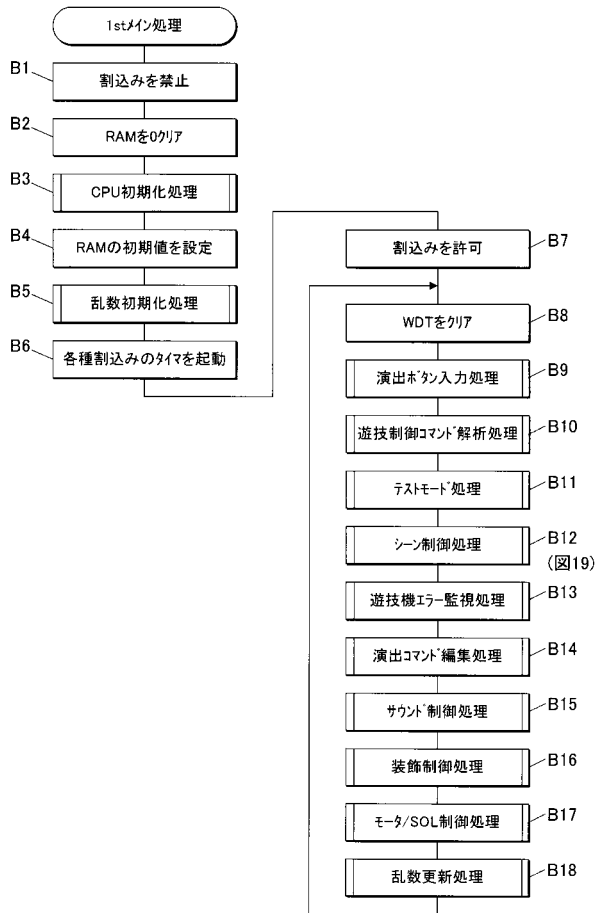 1stメイン処理
B1
割込みを禁止
B2
RAMを0クリア
B3
CPU初期化処理
B4
RAMの初期値を設定
B5
乱数初期化処理
B6
各種割込みのタイマを起動
割込みを許可
B7
WDTをクリア
B8
演出ボタン入力処理
B9
遊技制御コマンド解析処理
B10
テストモード処理
B11
シーン制御処理
B12
(図19)
遊技機エラー監視処理
B13
演出コマンド編集処理
B14
サウンド制御処理
B15
装飾制御処理
B16
モータ/SOL制御処理
B17
乱数更新処理
B18